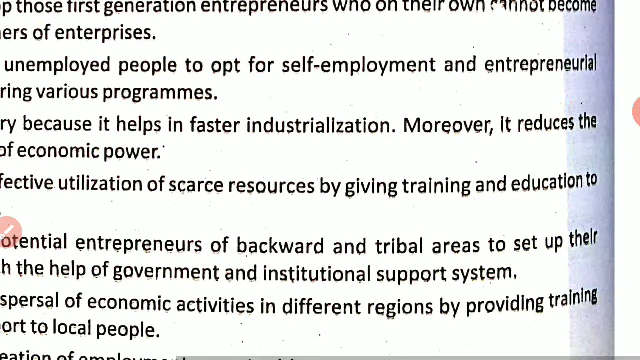 p those first generation entrepreneurs who on their own cannot become
ers of enterprises.
unemployed people to opt for self-employment and entrepreneurial
ring various programmes.
ry because it helps in faster industrialization. Moreover, it reduces the
of economic power.
fective utilization of scarce resources by giving training and education to
otential entrepreneurs of backward and tribal areas to set up their
h the help of government and institutional support system.
spersal of economic activities in different regions by providing training
ort to local people.
eation of